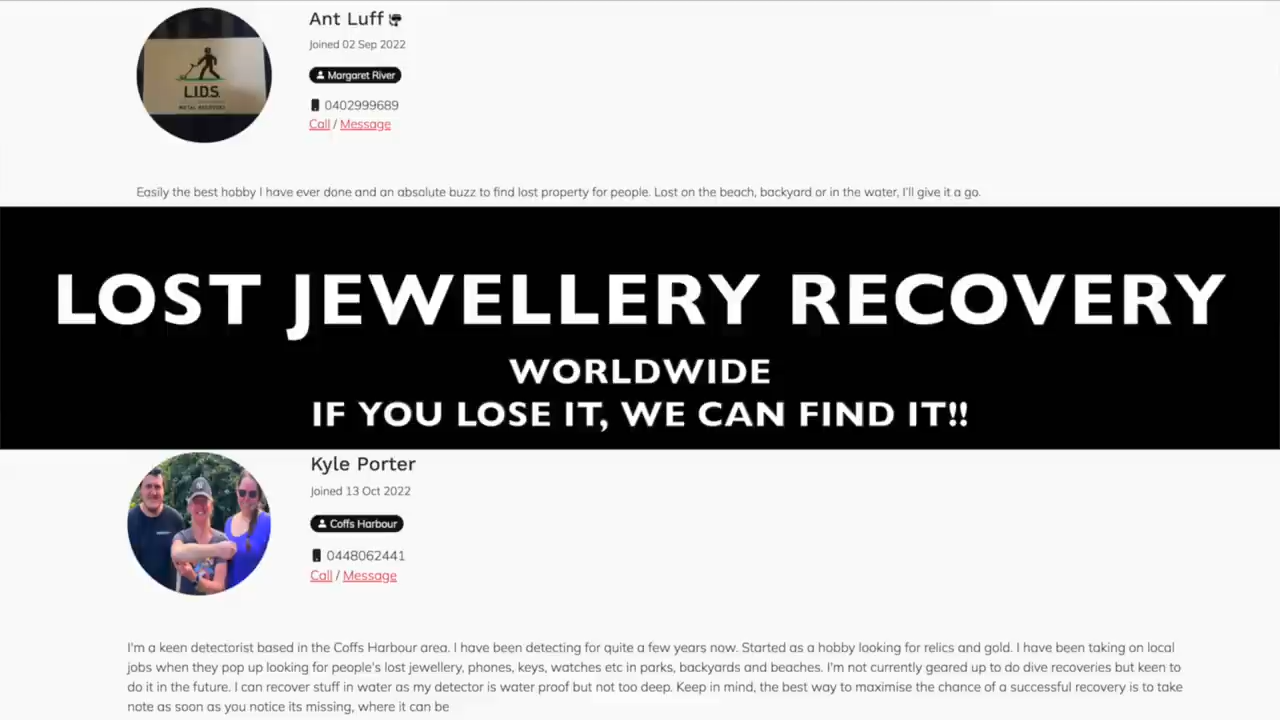 Ant Luff
Joined 02 Sep 2022
Margaret River
0402999689
Call / Message
L.I.D.S.
METAL RECOVERY
Easily the best hobby I have ever done and an absolute buzz to find lost property for people. Lost on the beach, backyard or in the water, I'll give it a go.
LOST JEWELLERY RECOVERY
WORLDWIDE
IF YOU LOSE IT, WE CAN FIND IT!!
Kyle Porter
Joined 13 Oct 2022
Coffs Harbour
0448062441
Call / Message
I'm a keen detectorist based in the Coffs Harbour area. I have been detecting for quite a few years now. Started as a hobby looking for relics and gold. I have been taking on local
jobs when they pop up looking for people's lost jewellery, phones, keys, watches etc in parks, backyards and beaches. I'm not currently geared up to do dive recoveries but keen to
do it in the future. I can recover stuff in water as my detector is water proof but not too deep. Keep in mind, the best way to maximise the chance of a successful recovery is to take
note as soon as you notice its missing, where it can be